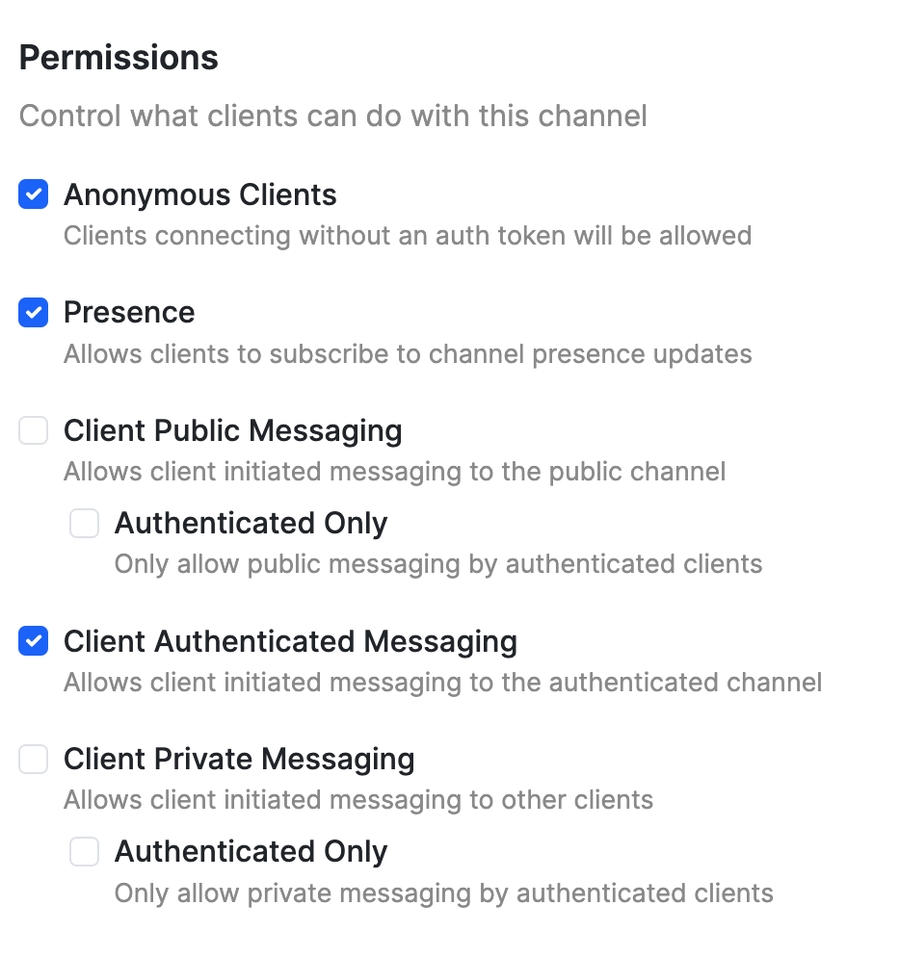 Permissions
Control what clients can do with this channel
Anonymous Clients
Clients connecting without an auth token will be allowed
Presence
Allows clients to subscribe to channel presence updates
Client Public Messaging
Allows client initiated messaging to the public channel
Authenticated Only
Only allow public messaging by authenticated clients
Client Authenticated Messaging
Allows client initiated messaging to the authenticated channel
Client Private Messaging
Allows client initiated messaging to other clients
Authenticated Only
Only allow private messaging by authenticated clients